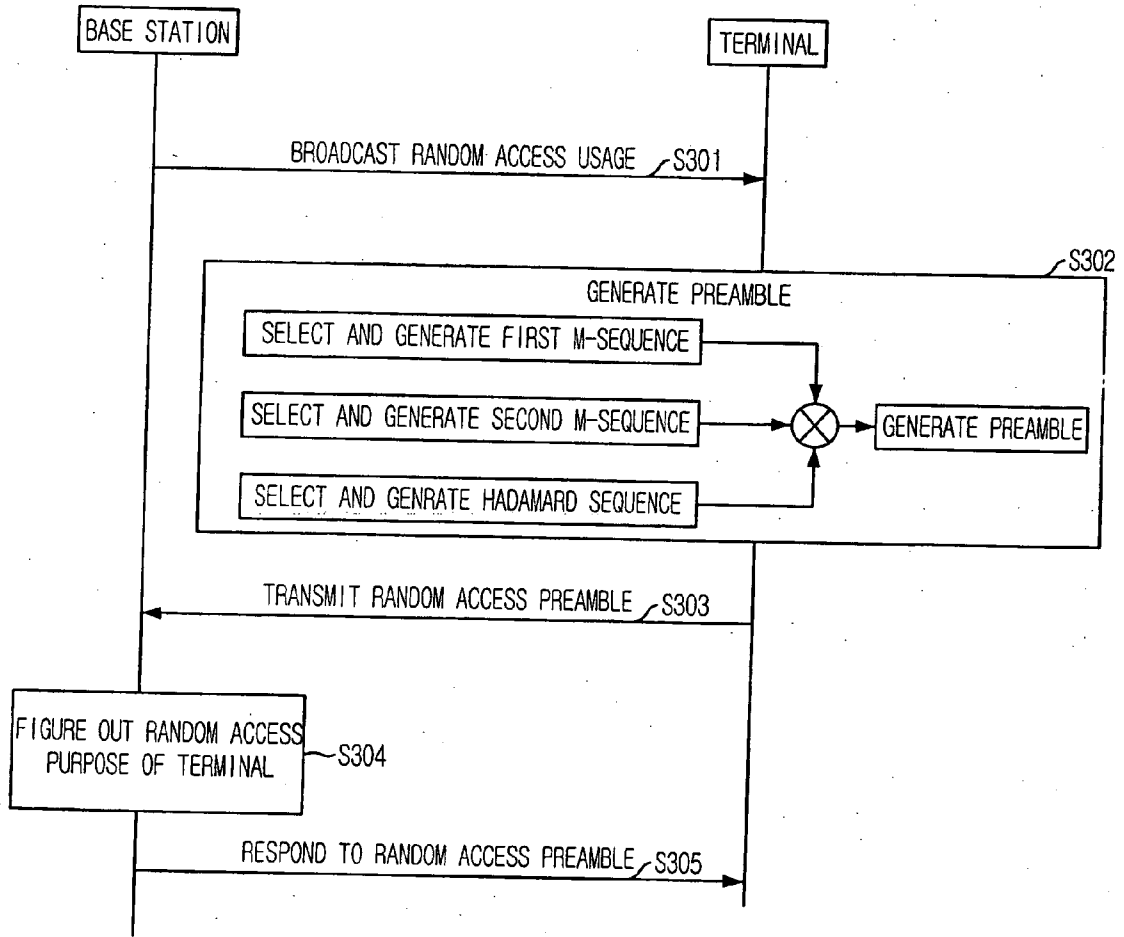 BASE STATION
TERMINAL
BROADCAST RANDOM ACCESS USAGE
S301
S302
GENERATE PREAMBLE
SELECT AND GENERATE FIRST M-SEQUENCE
SELECT AND GENERATE SECOND M-SEQUENCE
GENERATE PREAMBLE
SELECT AND GENRATE HADAMARD SEQUENCE
TRANSMIT RANDOM ACCESS PREAMBLE
S303
FIGURE OUT RANDOM ACCESS
PURPOSE OF TERMINAL
S304
RESPOND TO RANDOM ACCESS PREAMBLE
S305